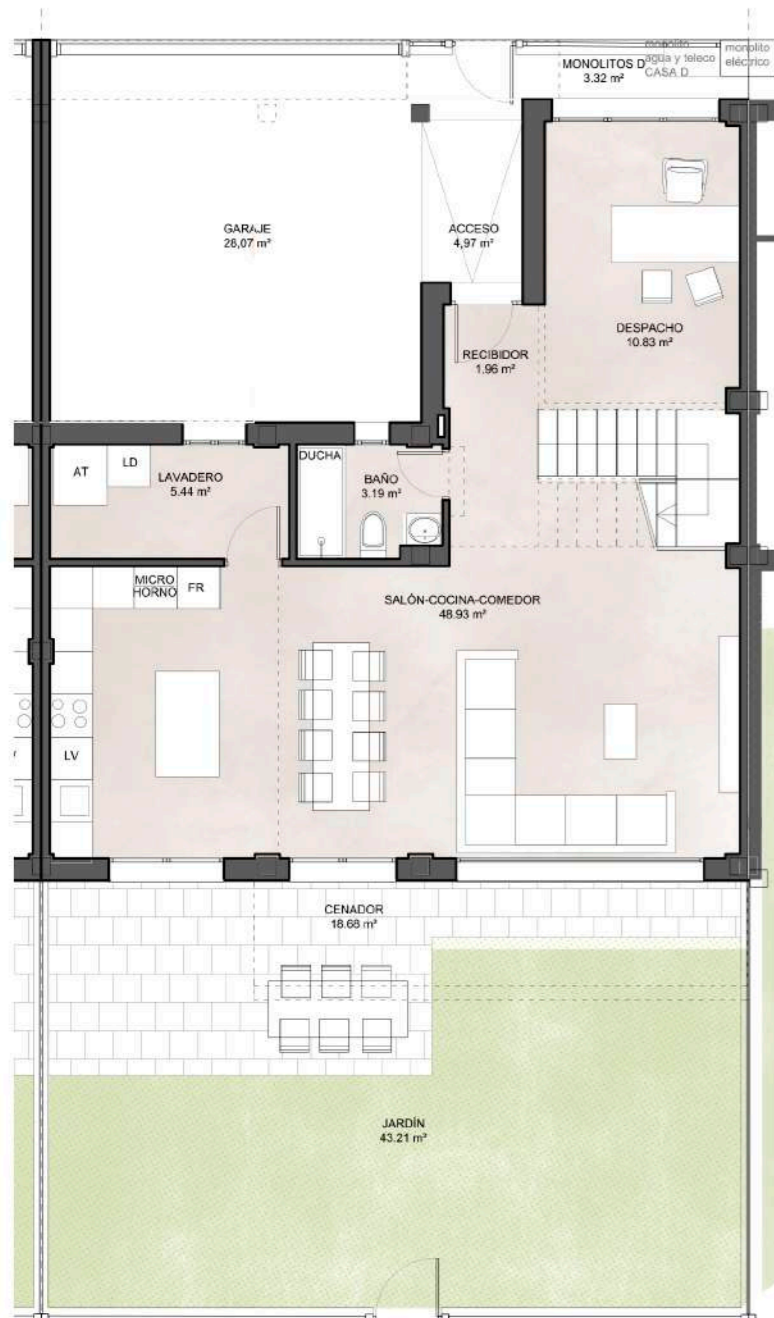 monolito
agua y teleco
CASA D
monolito
eléctrico
MONOLITOS D
3.32 m²
GARAJE
28,07 m²
ACCESO
4,97 m²
DESPACHO
10.83 m²
RECIBIDOR
1.96 m²
AT
LD
LAVADERO
5.44 m²
DUCHA
BAÑO
3.19 m²
MICRO
HORNO
FR
SALÓN-COCINA-COMEDOR
48.93 m²
LV
CENADOR
18.68 m²
JARDÍN
43.21 m²